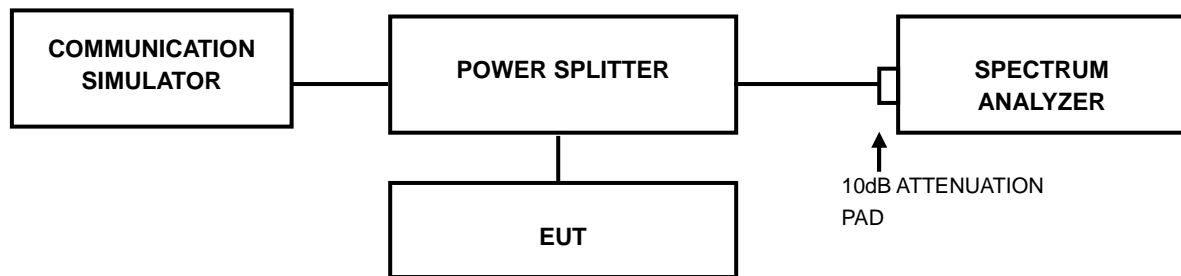 COMMUNICATION
SIMULATOR
POWER SPLITTER
SPECTRUM
ANALYZER
10dB ATTENUATION
PAD
EUT